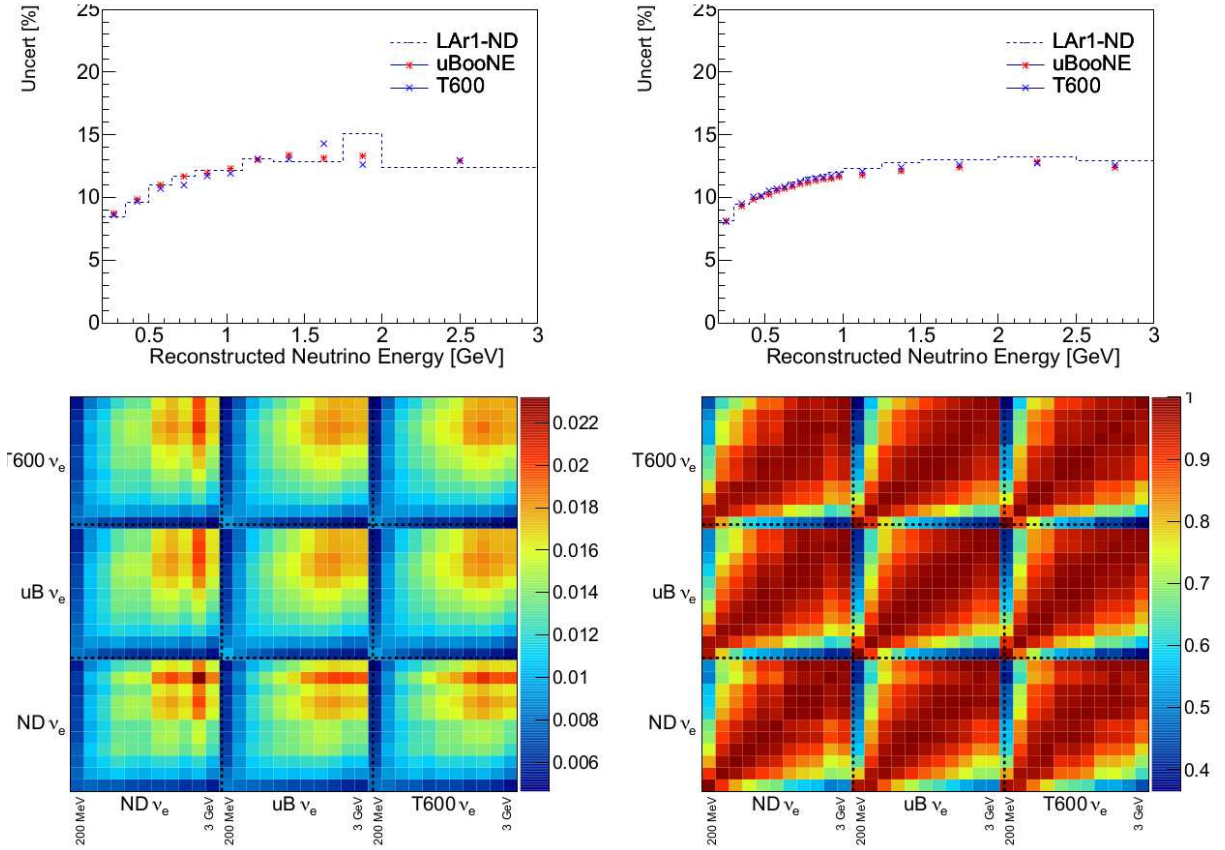 Uncert [%]
25
20
15
10
5
0
LAr1-ND
uBooNE
T600
0.5
1
1.5
2
2.5
3
Reconstructed Neutrino Energy [GeV]
Uncert [%]
25
20
15
10
5
0
LAr1-ND
uBooNE
T600
0.5
1
1.5
2
2.5
3
Reconstructed Neutrino Energy [GeV]
T600 νe
uB νe
ND νe
0.022
0.02
0.018
0.016
0.014
0.012
0.01
0.008
0.006
200 MeV
ND νe
3 GeV
200 MeV
uB νe
3 GeV
200 MeV
T600 νe
3 GeV
T600 νe
uB νe
ND νe
1
0.9
0.8
0.7
0.6
0.5
0.4
200 MeV
ND νe
3 GeV
200 MeV
uB νe
3 GeV
200 MeV
T600 νe
3 GeV